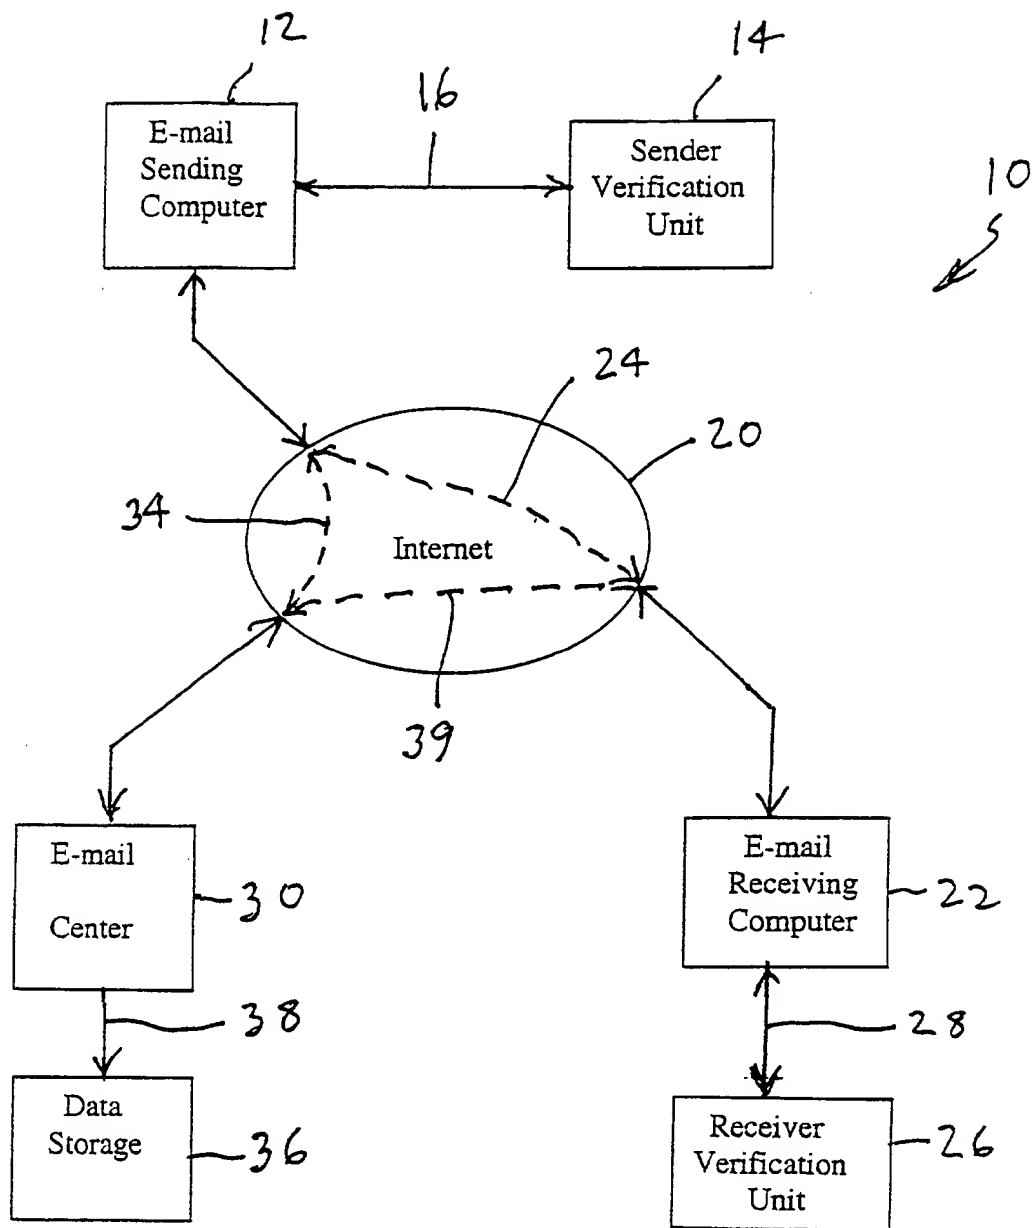 12
14
16
E-mail
Sending
Computer
Sender
Verification
Unit
10
24
20
34
Internet
39
E-mail
Center
30
E-mail
Receiving
Computer
22
38
28
Data
Storage
36
Receiver
Verification
Unit
26